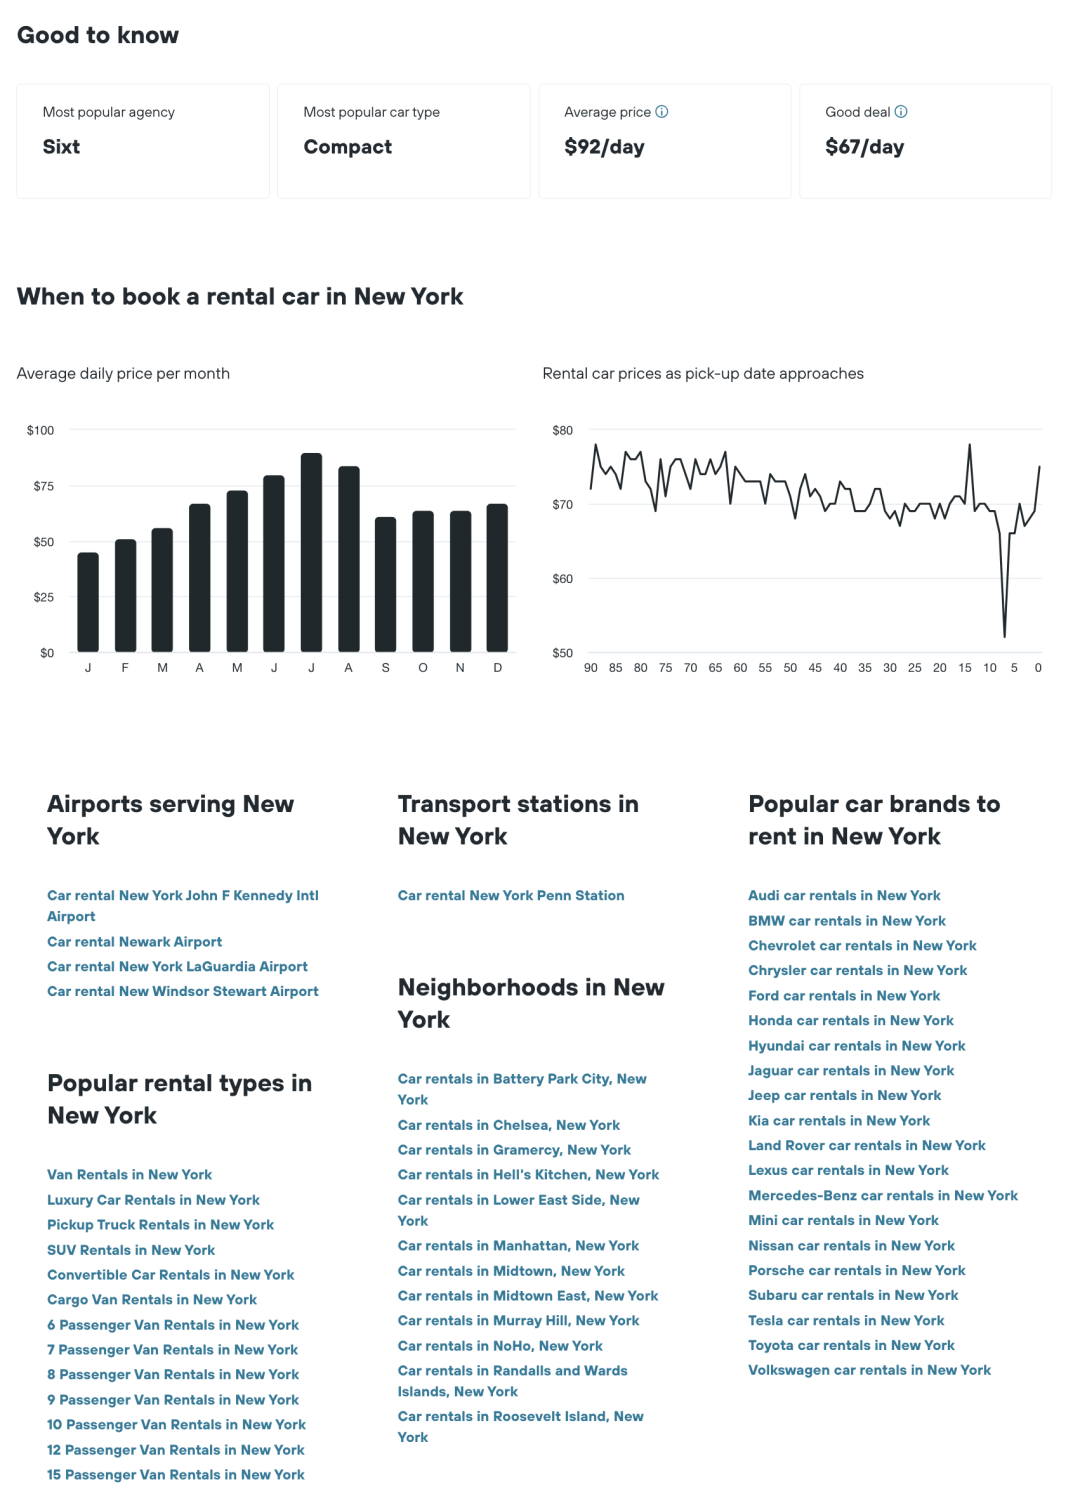 Good to know
Most popular agency
Sixt
Most popular car type
Compact
Average price
$92/day
Good deal
$67/day
When to book a rental car in New York
Average daily price per month
$100
$75
$50
$25
$0
J F M A M J J A S O N D
Rental car prices as pick-up date approaches
$80
$70
$60
$50
90 85 80 75 70 65 60 55 50 45 40 35 30 25 20 15 10 5 0
Airports serving New
York
Car rental New York John F Kennedy Intl
Airport
Car rental Newark Airport
Car rental New York LaGuardia Airport
Car rental New Windsor Stewart Airport
Popular rental types in
New York
Van Rentals in New York
Luxury Car Rentals in New York
Pickup Truck Rentals in New York
SUV Rentals in New York
Convertible Car Rentals in New York
Cargo Van Rentals in New York
6 Passenger Van Rentals in New York
7 Passenger Van Rentals in New York
8 Passenger Van Rentals in New York
9 Passenger Van Rentals in New York
10 Passenger Van Rentals in New York
12 Passenger Van Rentals in New York
15 Passenger Van Rentals in New York
Transport stations in
New York
Car rental New York Penn Station
Neighborhoods in New
York
Car rentals in Battery Park City, New
York
Car rentals in Chelsea, New York
Car rentals in Gramercy, New York
Car rentals in Hell's Kitchen, New York
Car rentals in Lower East Side, New
York
Car rentals in Manhattan, New York
Car rentals in Midtown, New York
Car rentals in Midtown East, New York
Car rentals in Murray Hill, New York
Car rentals in NoHo, New York
Car rentals in Randalls and Wards
Islands, New York
Car rentals in Roosevelt Island, New
York
Popular car brands to
rent in New York
Audi car rentals in New York
BMW car rentals in New York
Chevrolet car rentals in New York
Chrysler car rentals in New York
Ford car rentals in New York
Honda car rentals in New York
Hyundai car rentals in New York
Jaguar car rentals in New York
Jeep car rentals in New York
Kia car rentals in New York
Land Rover car rentals in New York
Lexus car rentals in New York
Mercedes-Benz car rentals in New York
Mini car rentals in New York
Nissan car rentals in New York
Porsche car rentals in New York
Subaru car rentals in New York
Tesla car rentals in New York
Toyota car rentals in New York
Volkswagen car rentals in New York